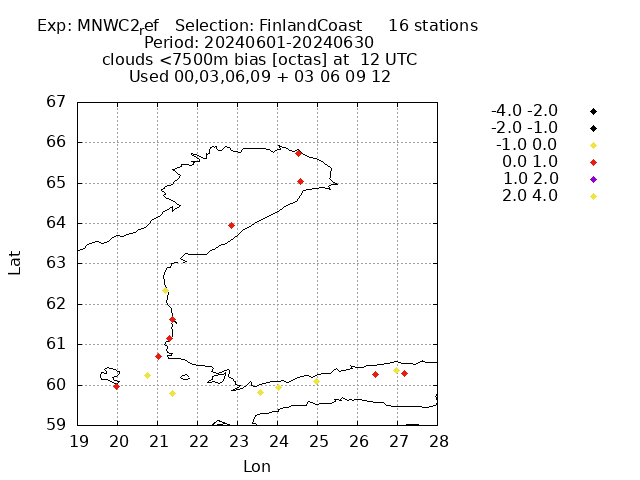 Exp: MNWC2ref   Selection: FinlandCoast      16 stations
Period: 20240601-20240630
clouds <7500m bias [octas] at  12 UTC
Used 00,03,06,09 + 03 06 09 12
-4.0 -2.0
-2.0 -1.0
-1.0 0.0
0.0 1.0
1.0 2.0
2.0 4.0
67
66
65
64
63
62
61
60
59
Lat
19 20 21 22 23 24 25 26 27 28
Lon